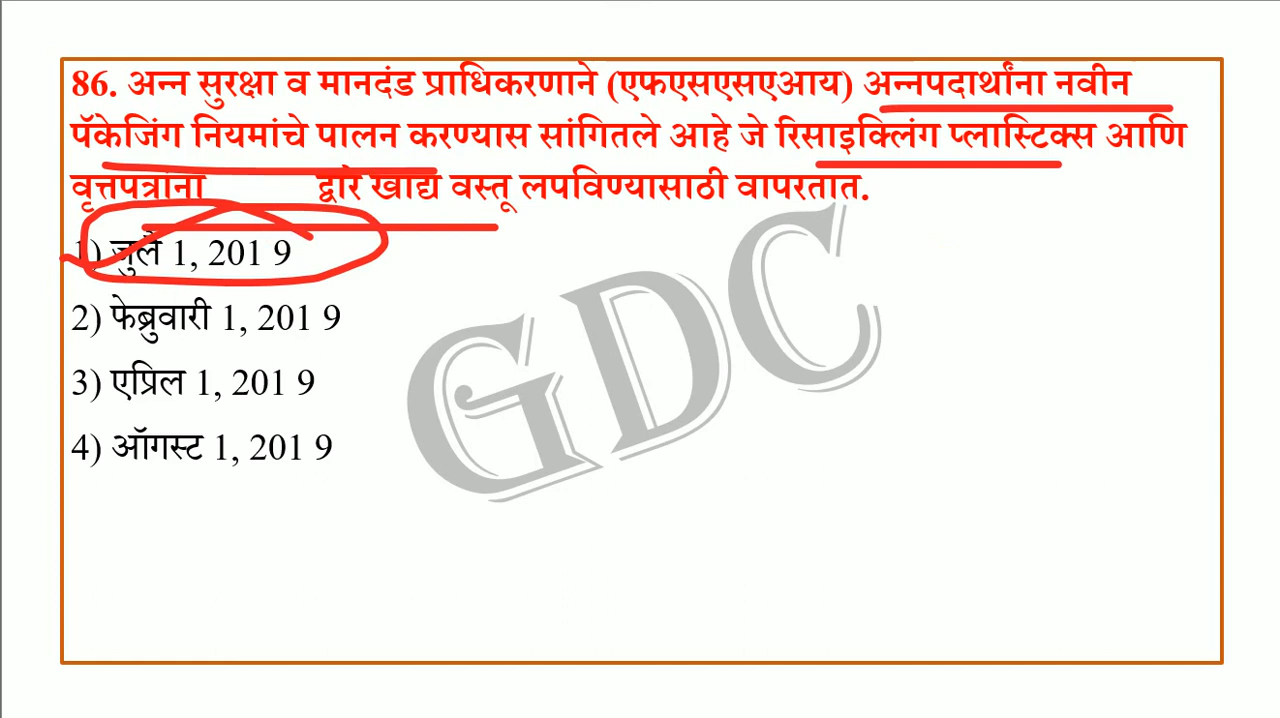 86. अन्न सुरक्षा व मानदंड प्राधिकरणाने (एफएसएसएआय) अन्नपदार्थांना नवीन
पॅकेजिंग नियमांचे पालन करण्यास सांगितले आहे जे रिसाइक्लिंग प्लास्टिक्स आणि
वृत्तपत्रांना द्वारे खाद्य वस्तू लपविण्यासाठी वापरतात.
1) जुलै 1, 201 9
2) फेब्रुवारी 1, 201 9
3) एप्रिल 1, 201 9
4) ऑगस्ट 1, 201 9
GDC